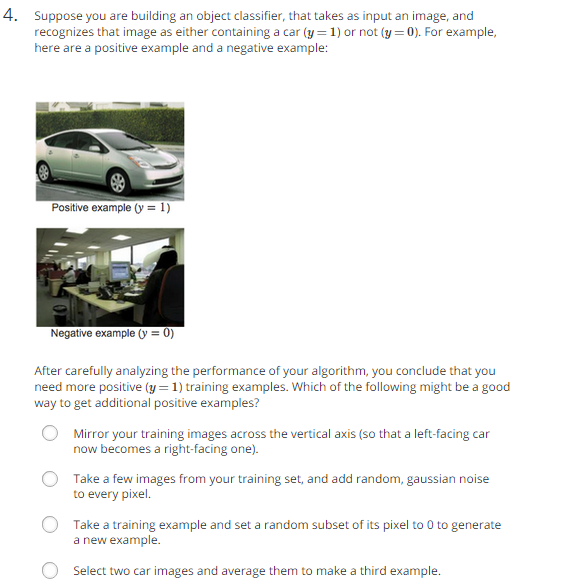 4. Suppose you are building an object classifier, that takes as input an image, and
recognizes that image as either containing a car (y = 1) or not (y = 0). For example,
here are a positive example and a negative example:
Positive example (y = 1)
Negative example (y = 0)
After carefully analyzing the performance of your algorithm, you conclude that you
need more positive (y = 1) training examples. Which of the following might be a good
way to get additional positive examples?
Mirror your training images across the vertical axis (so that a left-facing car
now becomes a right-facing one).
Take a few images from your training set, and add random, gaussian noise
to every pixel.
Take a training example and set a random subset of its pixel to 0 to generate
a new example.
Select two car images and average them to make a third example.